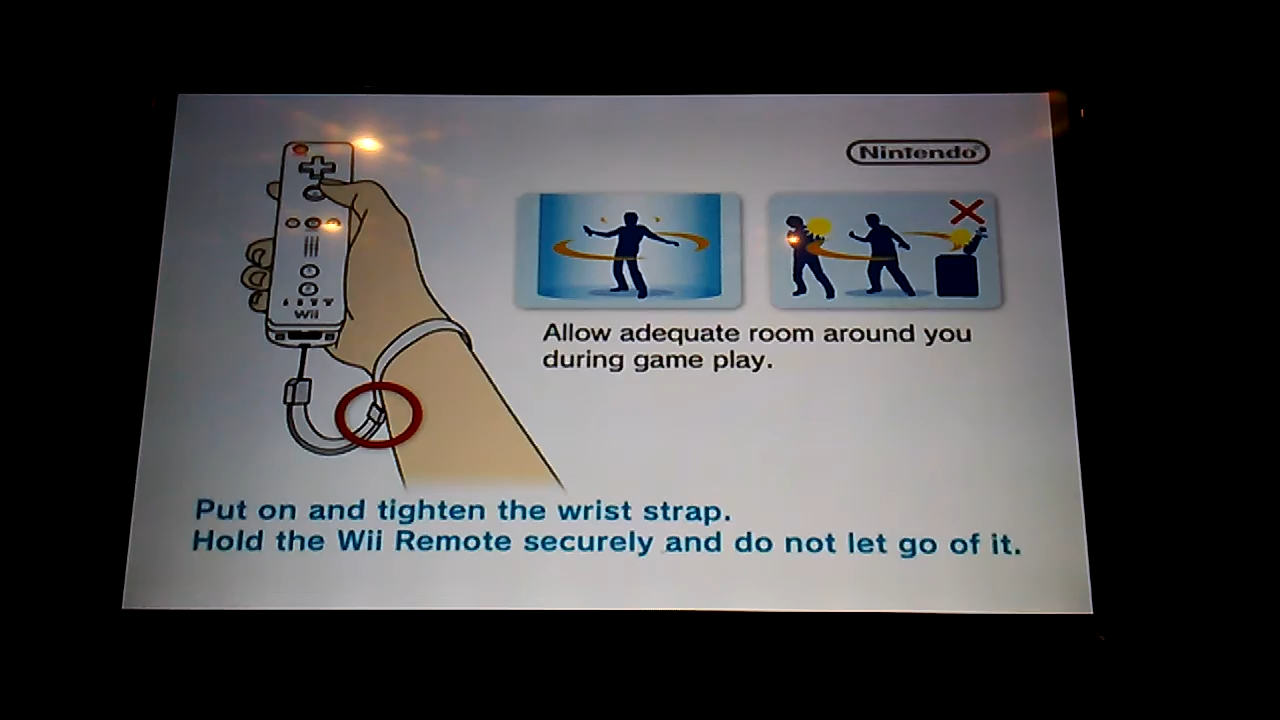 Nintendo®
Wii
Allow adequate room around you
during game play.
Put on and tighten the wrist strap.
Hold the Wii Remote securely and do not let go of it.